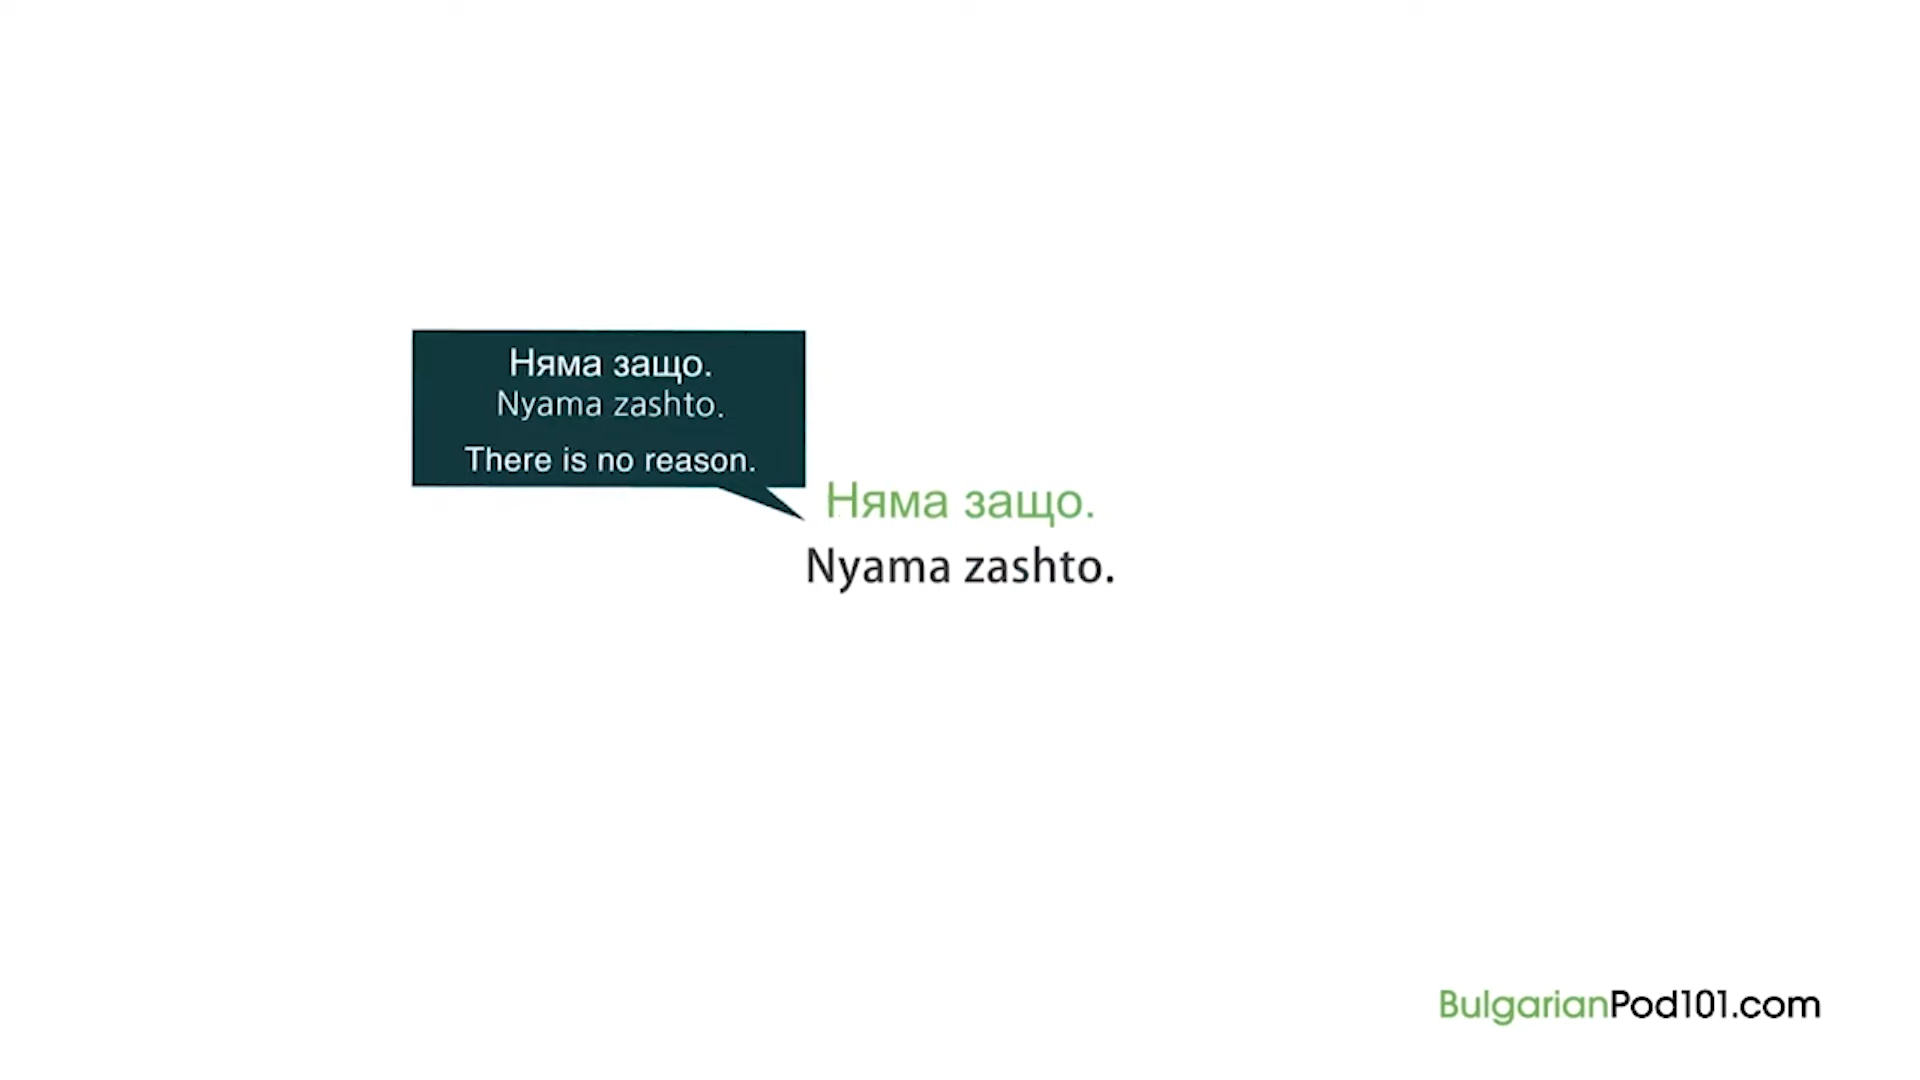 Няма защо.
Nyama zashto.
There is no reason.
Няма защо.
Nyama zashto.
BulgarianPod101.com